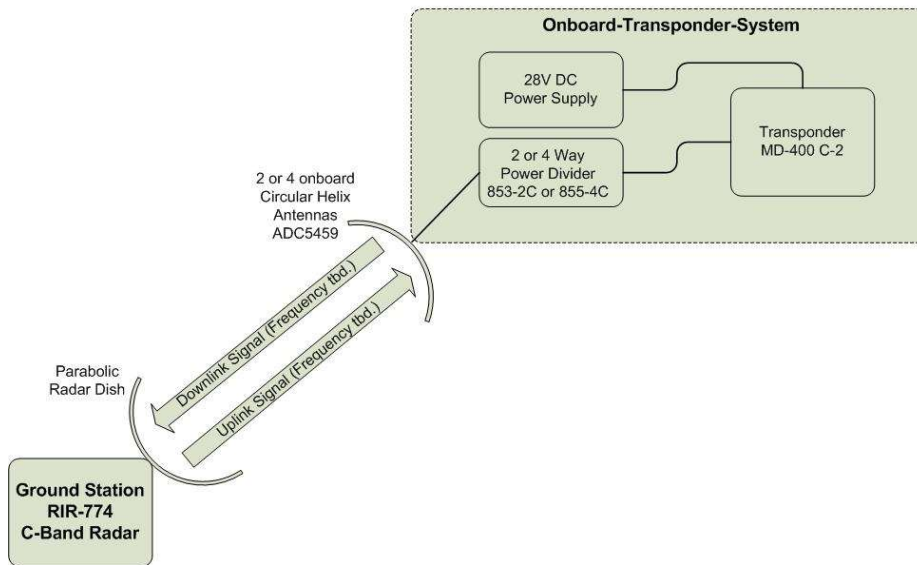 Onboard-Transponder-System
28V DC
Power Supply
Transponder
MD-400 C-2
2 or 4 Way
Power Divider
853-2C or 855-4C
2 or 4 onboard
Circular Helix
Antennas
ADC5459
Downlink Signal (Frequency tbd.)
Uplink Signal (Frequency tbd.)
Parabolic
Radar Dish
Ground Station
RIR-774
C-Band Radar